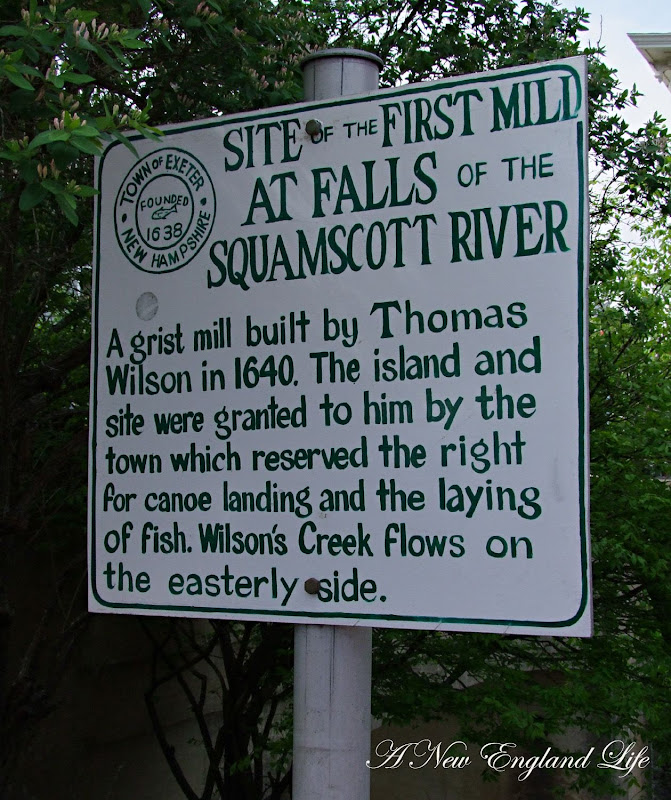 SITE OF THE FIRST MILL
AT FALLS OF THE
SQUAMSCOTT RIVER
TOWN OF EXETER
FOUNDED
1638
NEW HAMPSHIRE
A grist mill built by Thomas
Wilson in 1640. The island and
site were granted to him by the
town which reserved the right
for canoe landing and the laying
of fish. Wilson's Creek flows on
the easterly side.
A New England Life